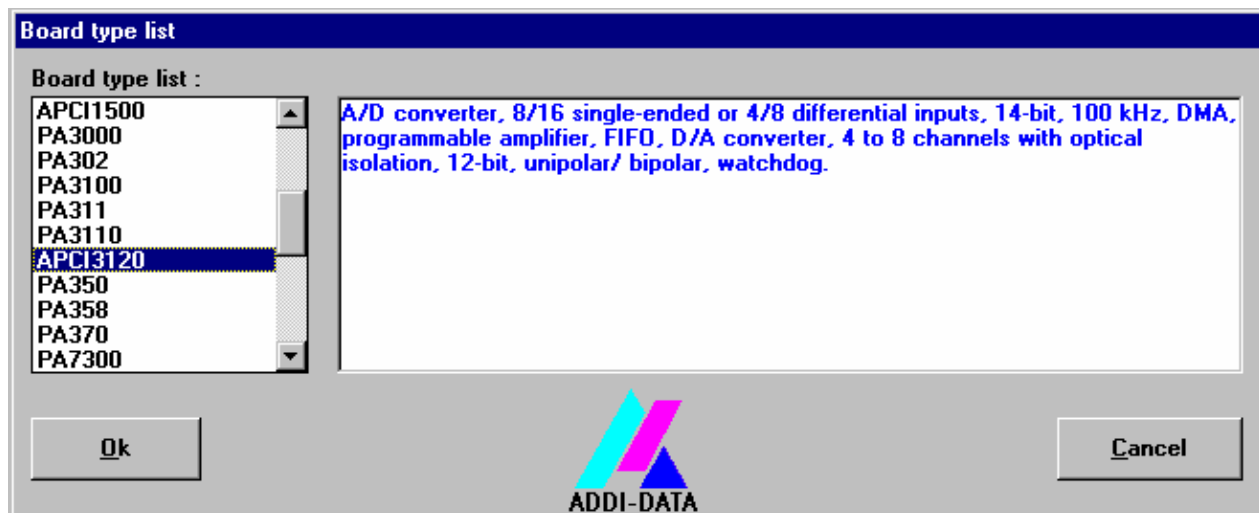 Board type list
Board type list :
APCI1500
PA3000
PA302
PA3100
PA311
PA3110
APCI3120
PA350
PA358
PA370
PA7300
A/D converter, 8/16 single-ended or 4/8 differential inputs, 14-bit, 100 kHz, DMA,
programmable amplifier, FIFO, D/A converter, 4 to 8 channels with optical
isolation, 12-bit, unipolar/ bipolar, watchdog.
Ok
ADDI-DATA
Cancel